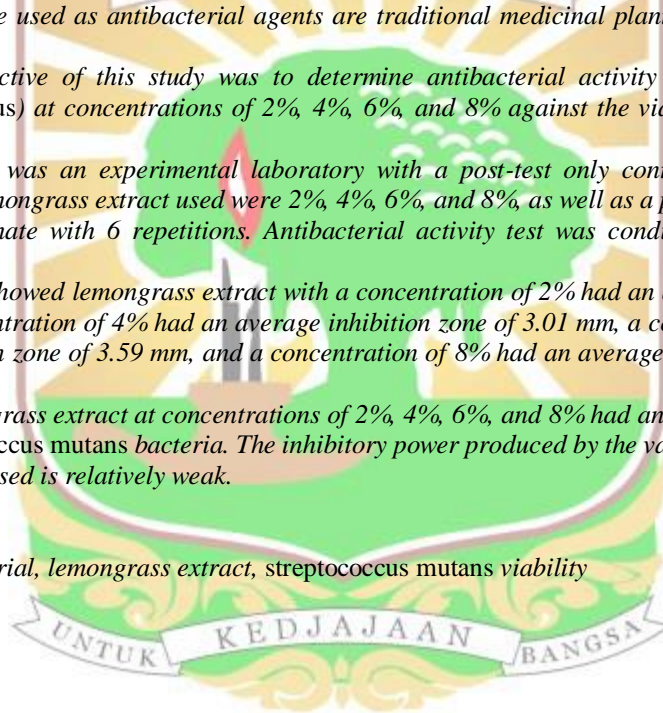 e used as antibacterial agents are traditional medicinal plan
ctive of this study was to determine antibacterial activity
us) at concentrations of 2%, 4%, 6%, and 8% against the via
was an experimental laboratory with a post-test only con
mongrass extract used were 2%, 4%, 6%, and 8%, as well as a p
nate with 6 repetitions. Antibacterial activity test was condi
howed lemongrass extract with a concentration of 2% had an
ntration of 4% had an average inhibition zone of 3.01 mm, a c
n zone of 3.59 mm, and a concentration of 8% had an average
grass extract at concentrations of 2%, 4%, 6%, and 8% had an
ccus mutans bacteria. The inhibitory power produced by the va
sed is relatively weak.
rial, lemongrass extract, streptococcus mutans viability
UNTUK KEDJAJAAN BANGSA